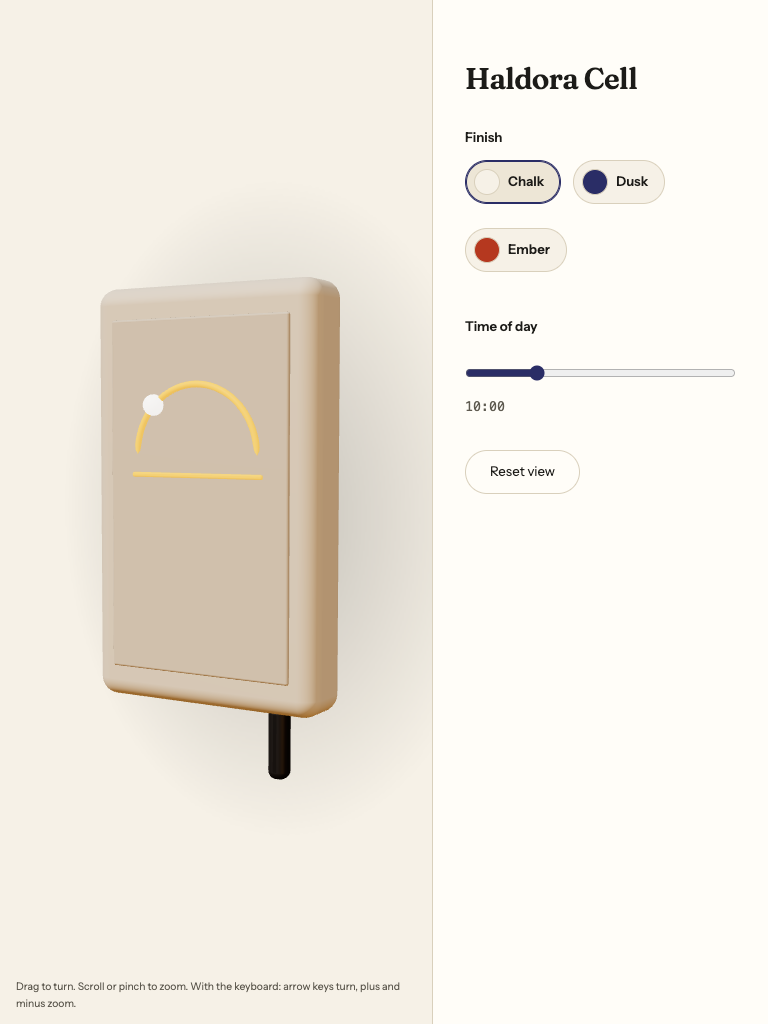 Haldora Cell
Finish
Chalk
Dusk
Ember
Time of day
10:00
Reset view
Drag to turn. Scroll or pinch to zoom. With the keyboard: arrow keys turn, plus and
minus zoom.